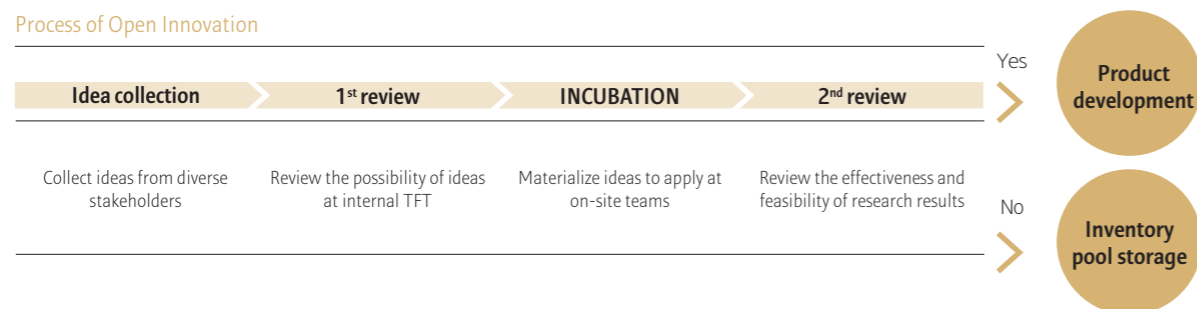 Process of Open Innovation
Idea collection
1st review
INCUBATION
2nd review
Yes
Product
development
Collect ideas from diverse
stakeholders
Review the possibility of ideas
at internal TFT
Materialize ideas to apply at
on-site teams
Review the effectiveness and
feasibility of research results
No
Inventory
pool storage